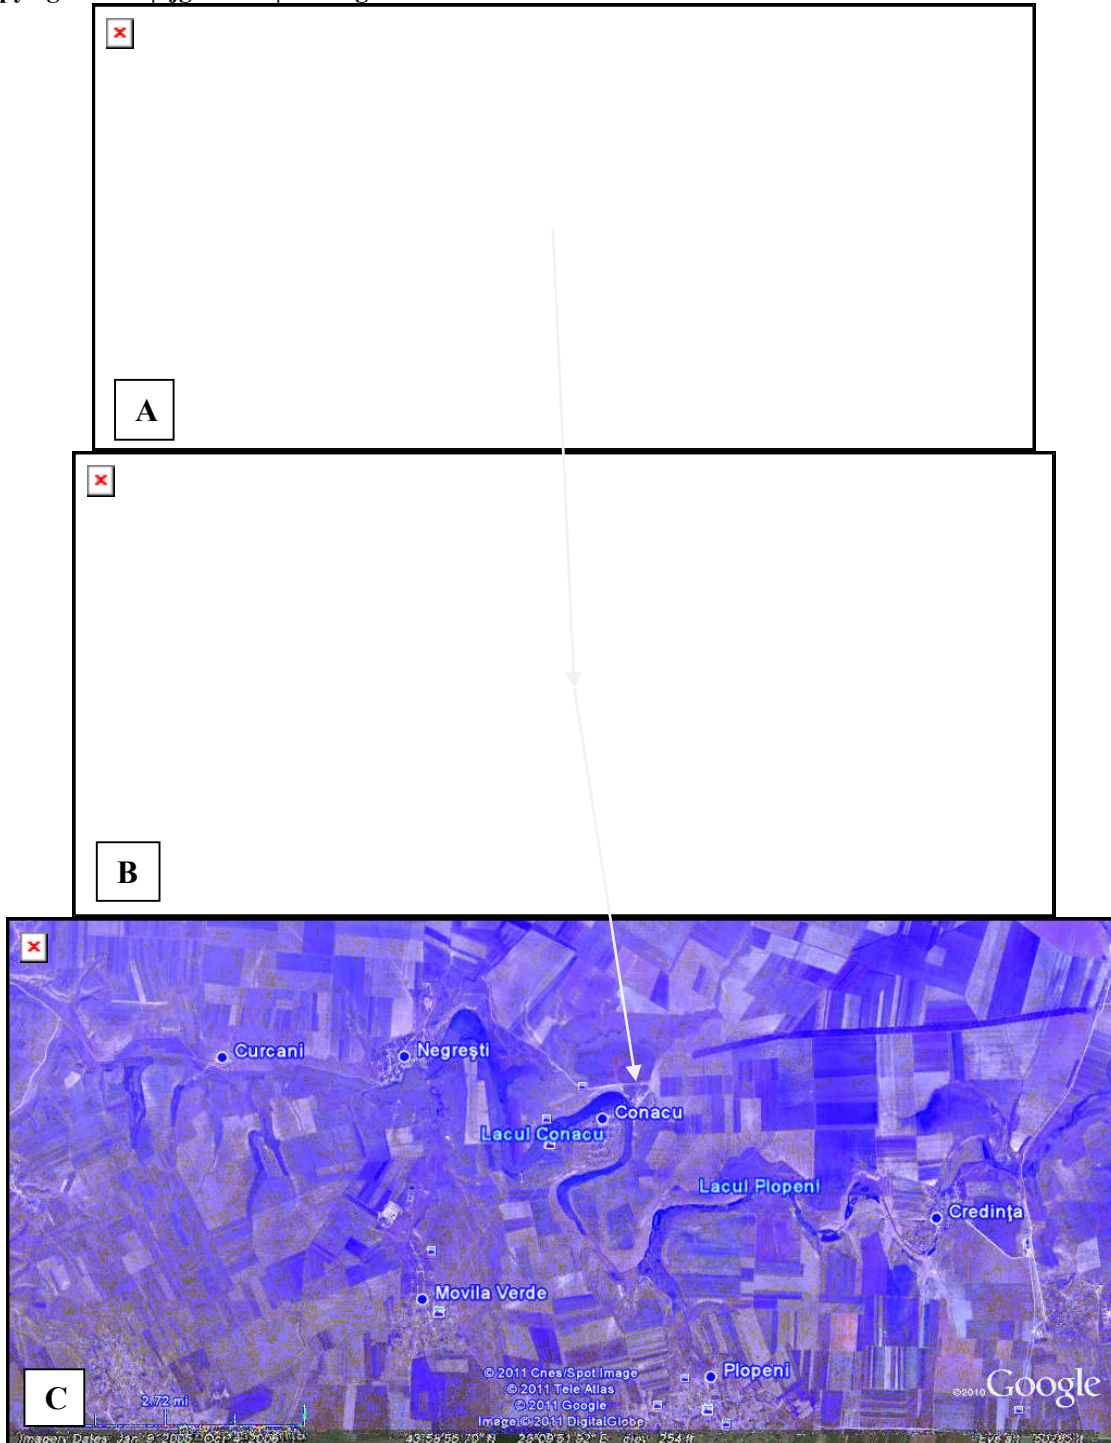 A
B
Curcani
Negrești
Conacu
Lacul Conacu
Lacul Plopeni
Credința
Movila Verde
Plopeni
© 2011 Cnes/Spot Image
© 2011 Tele Atlas
© 2011 Google
Image © 2011 DigitalGlobe
©2010 Google
C
2.72 mi